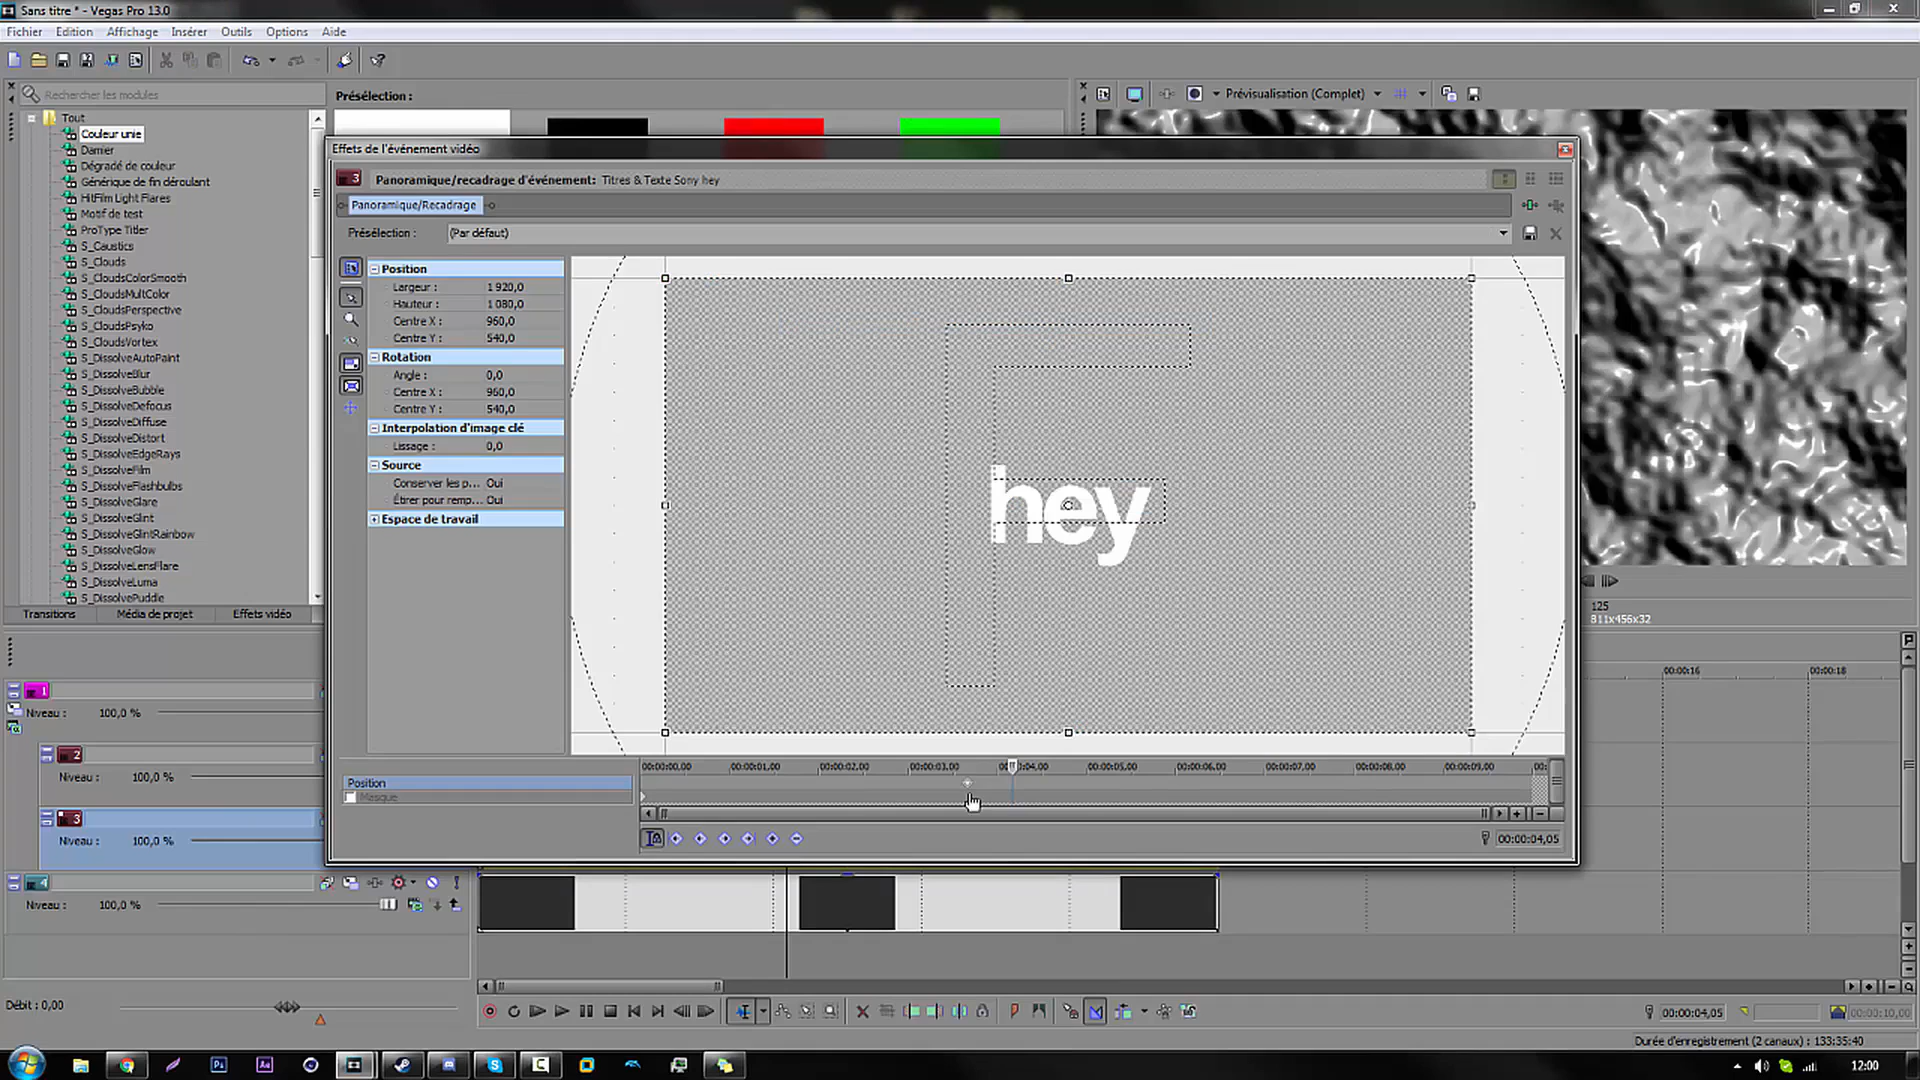 Sans titre * - Vegas Pro 13.0
Fichier Edition Affichage Insérer Outils Options Aide
Rechercher les modules
Présélection :
Prévisualisation (Complet)
Tout
Couleur unie
Damier
Dégradé de couleur
Générique de fin déroulant
HitFilm Light Flares
Motif de test
ProType Titler
S_Caustics
S_Clouds
S_CloudsColorSmooth
S_CloudsMultColor
S_CloudsPerspective
S_CloudsPsyko
S_CloudsVortex
S_DissolveAutoPaint
S_DissolveBlur
S_DissolveBubble
S_DissolveDefocus
S_DissolveDiffuse
S_DissolveDistort
S_DissolveEdgeRays
S_DissolveFilm
S_DissolveFlashbulbs
S_DissolveGlare
S_DissolveGlint
S_DissolveGlintRainbow
S_DissolveGlow
S_DissolveLensFlare
S_DissolveLuma
S_DissolvePuddle
Transitions Média de projet Effets vidéo
Effets de l'événement vidéo
3 Panoramique/recadrage d'événement: Titres & Texte Sony hey
Panoramique/Recadrage
Présélection : (Par défaut)
Position
Largeur : 1 920,0
Hauteur : 1 080,0
Centre X : 960,0
Centre Y : 540,0
Rotation
Angle : 0,0
Centre X : 960,0
Centre Y : 540,0
Interpolation d'image clé
Lissage : 0,0
Source
Conserver les p... Oui
Étirer pour remp... Oui
Espace de travail
hey
125
811x456x32
Position
Masque
00:00:00,00 00:00:01,00 00:00:02,00 00:00:03,00 00:00:05,00 00:00:06,00 00:00:07,00 00:00:08,00 00:00:09,00
00:00:04,05
00:00:16 00:00:18
1
Niveau : 100,0 %
2
Niveau : 100,0 %
3
Niveau : 100,0 %
4
Niveau : 100,0 %
Débit : 0,00
00:00:04,05 00:00:10,00
Durée d'enregistrement (2 canaux) : 133:35:40
12:00